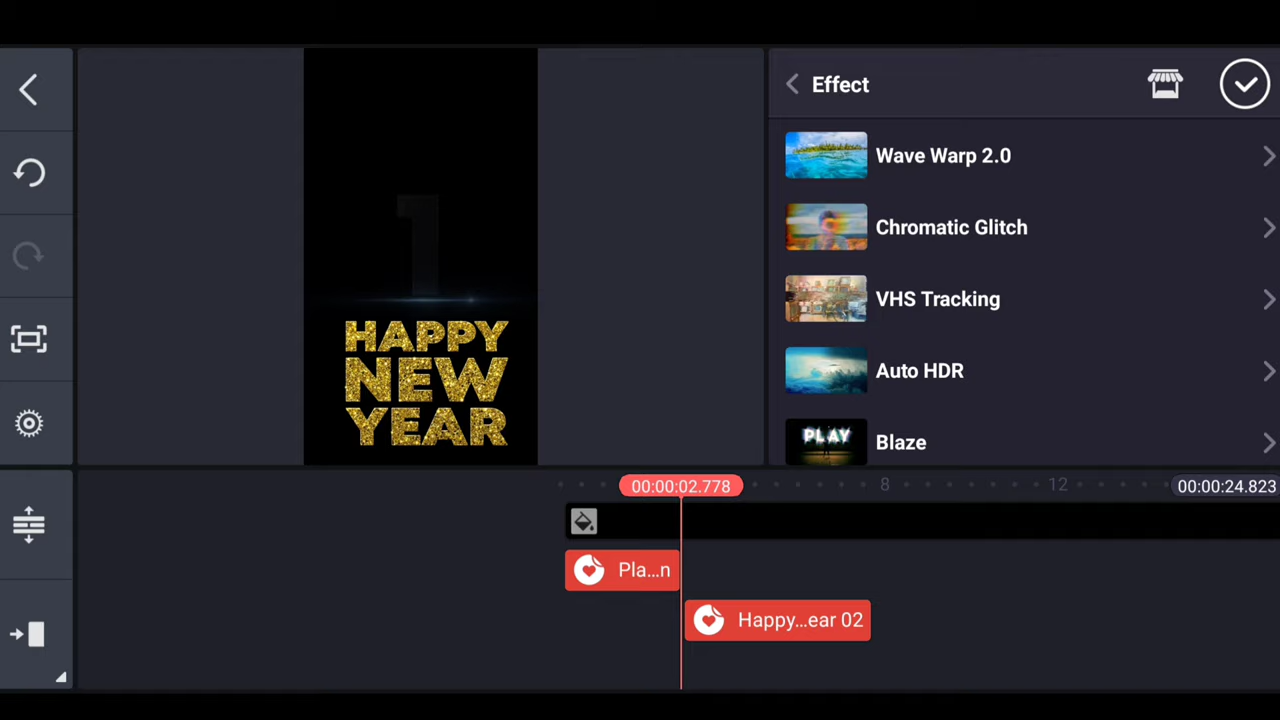 Effect
Wave Warp 2.0
Chromatic Glitch
VHS Tracking
Auto HDR
PLAY
Blaze
1
HAPPY
NEW
YEAR
00:00:02.778
8
12
00:00:24.823
Pla...n
Happy...ear 02